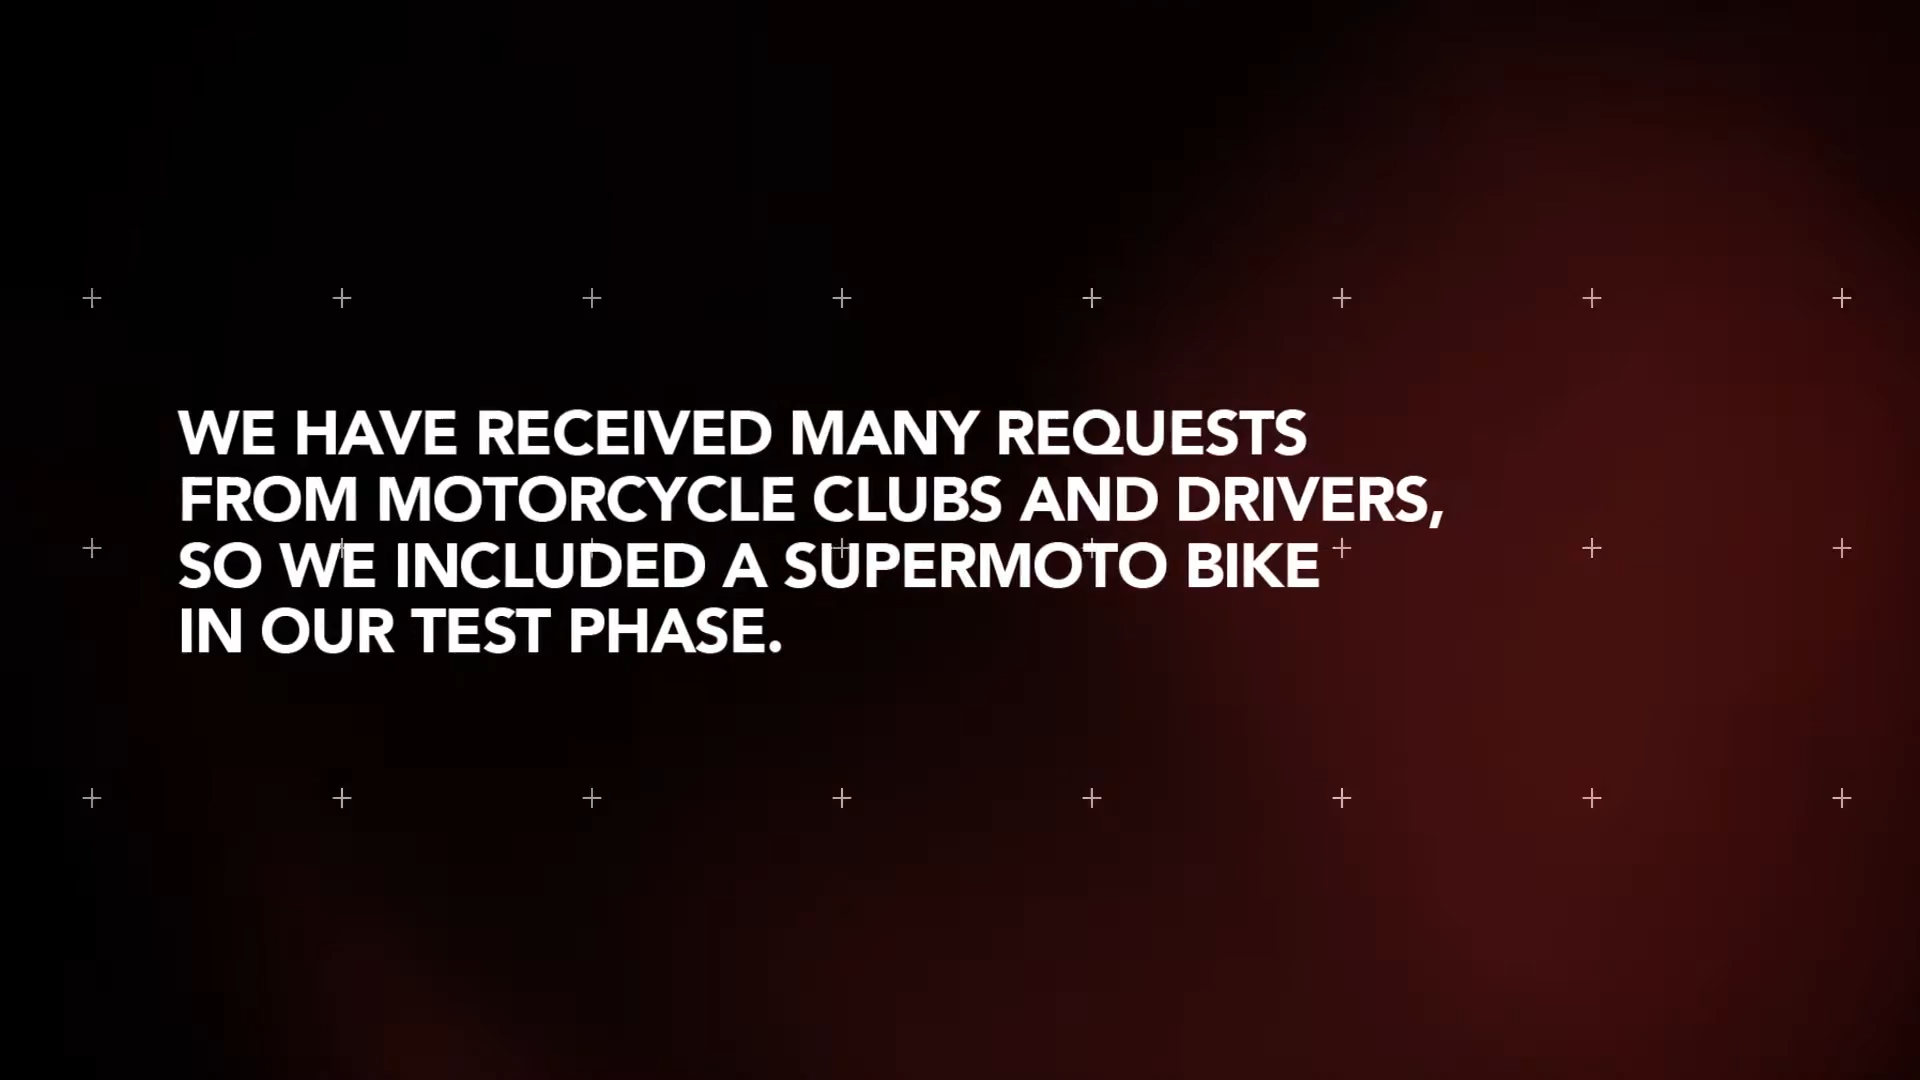 WE HAVE RECEIVED MANY REQUESTS
FROM MOTORCYCLE CLUBS AND DRIVERS,
SO WE INCLUDED A SUPERMOTO BIKE
IN OUR TEST PHASE.